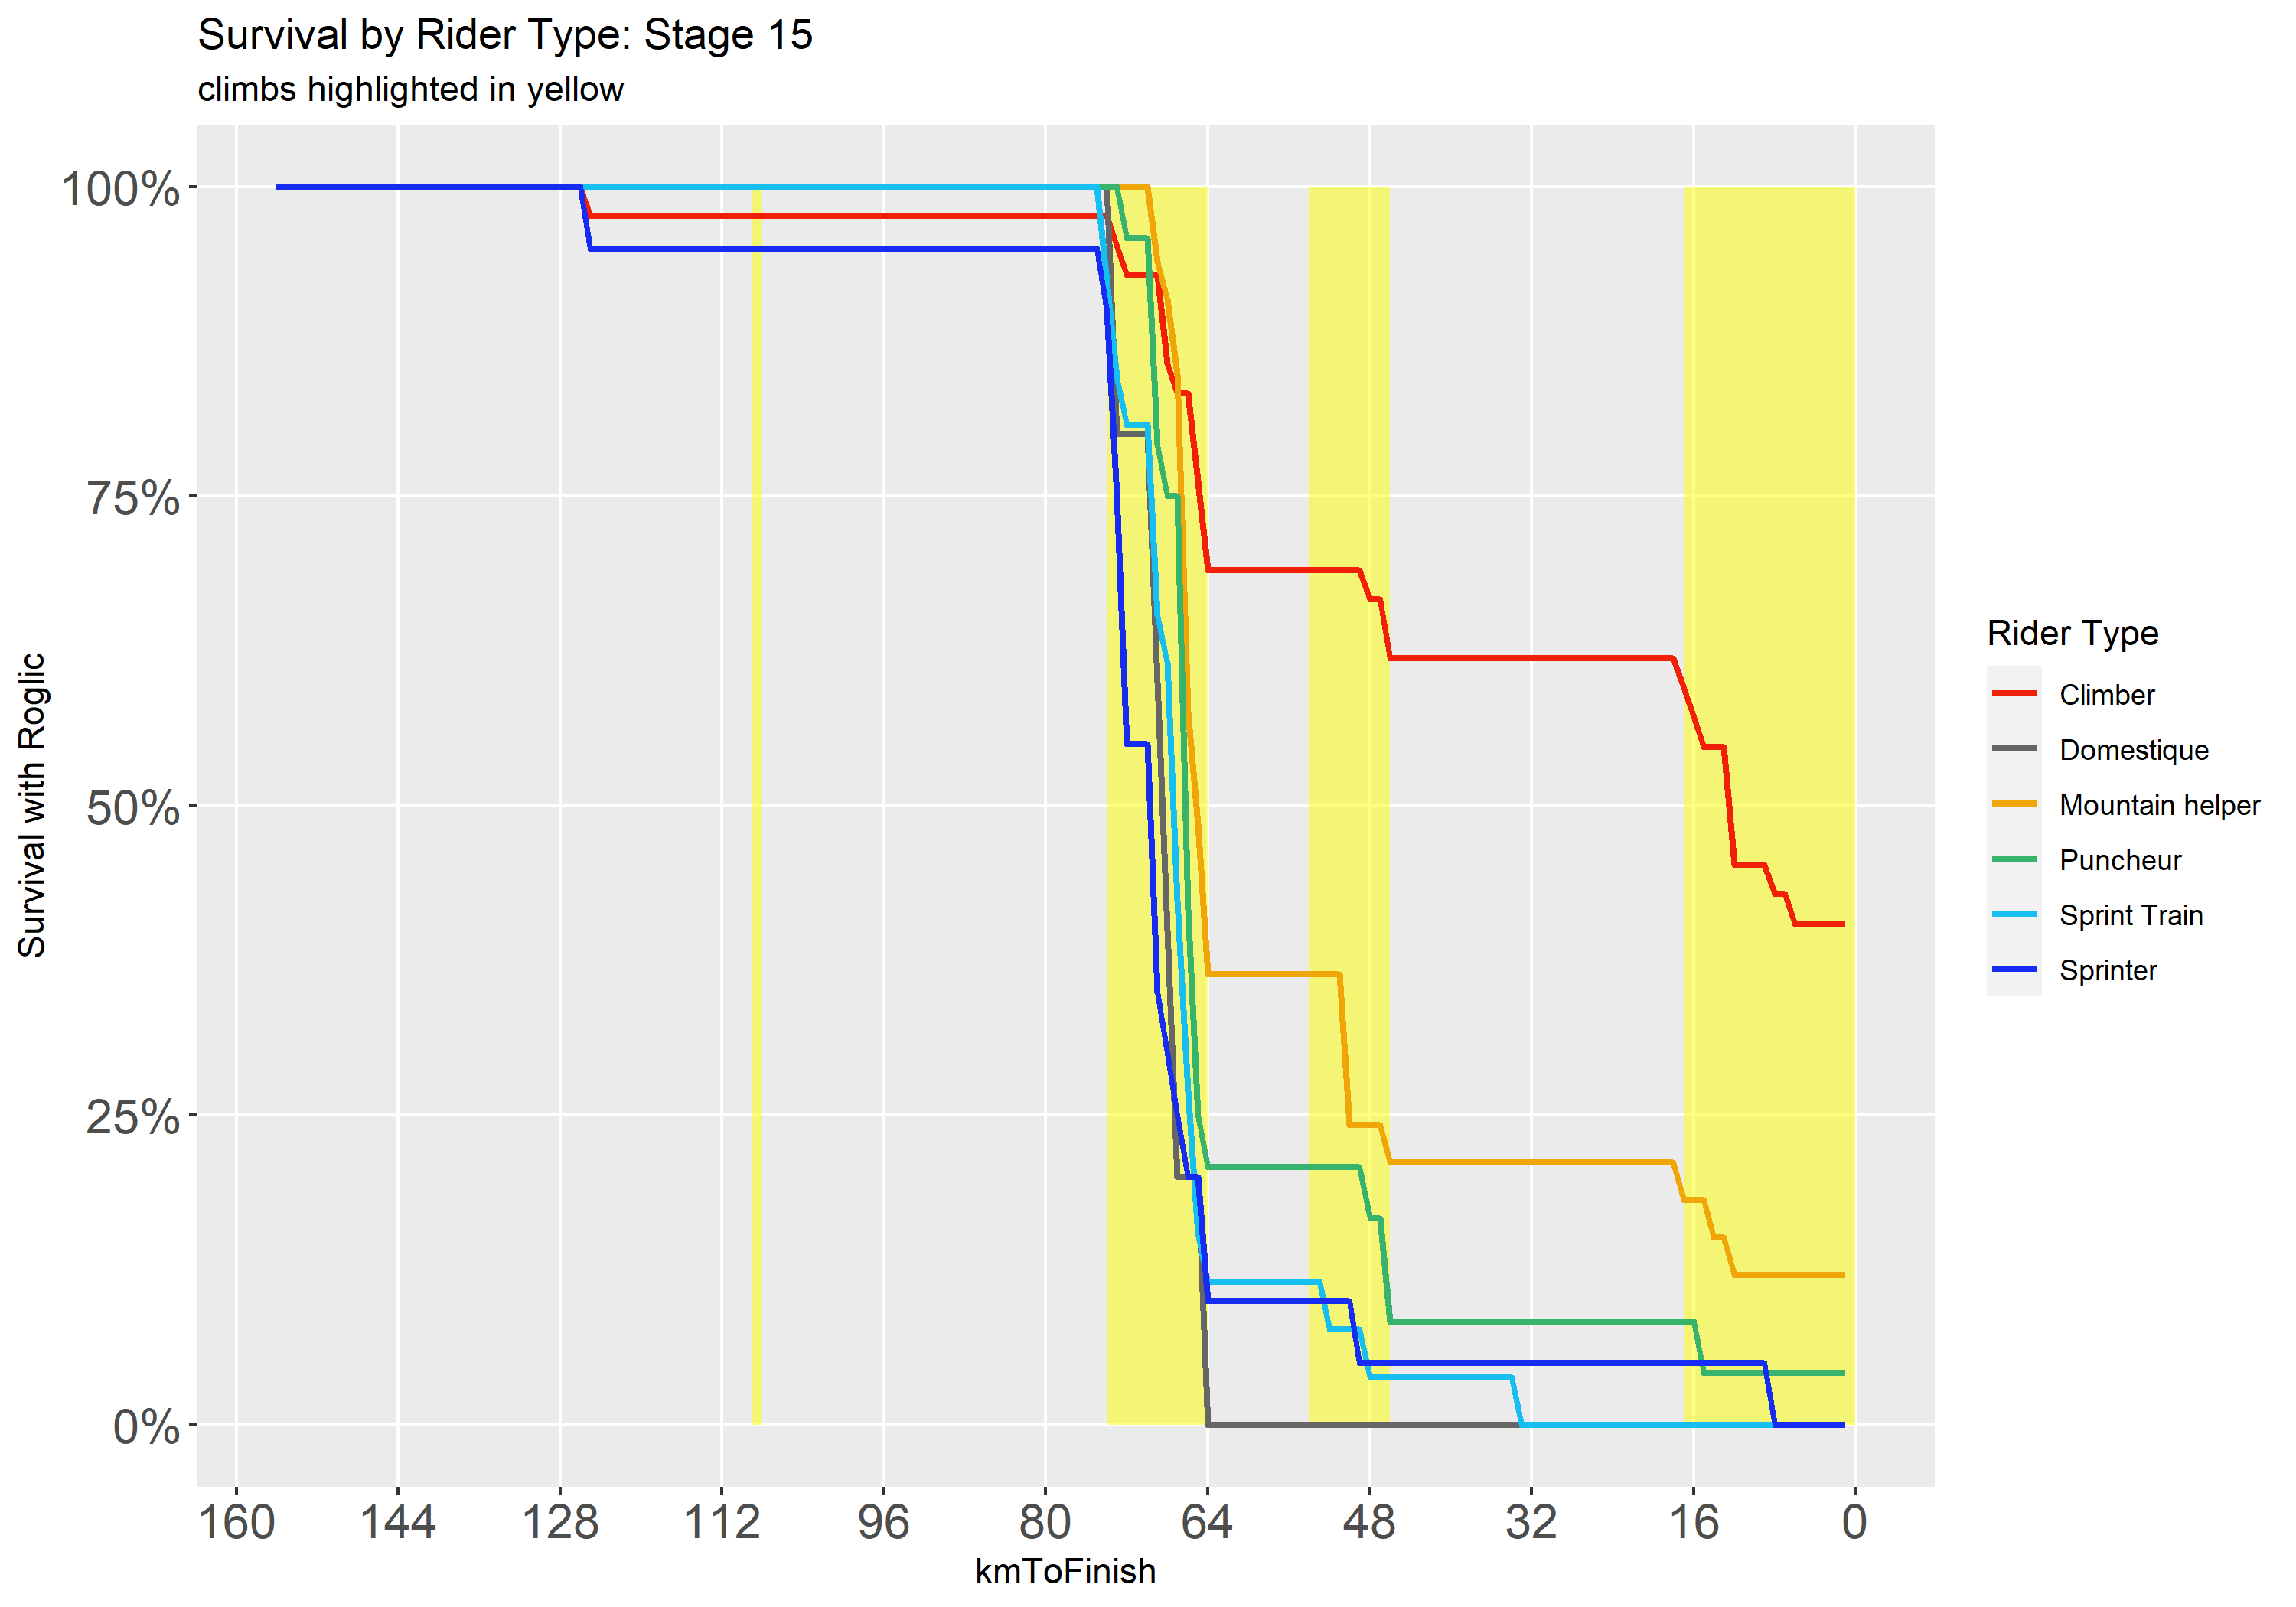 Survival by Rider Type: Stage 15
climbs highlighted in yellow
Survival with Roglic
100%
75%
50%
25%
0%
160 144 128 112 96 80 64 48 32 16 0
kmToFinish
Rider Type
Climber
Domestique
Mountain helper
Puncheur
Sprint Train
Sprinter